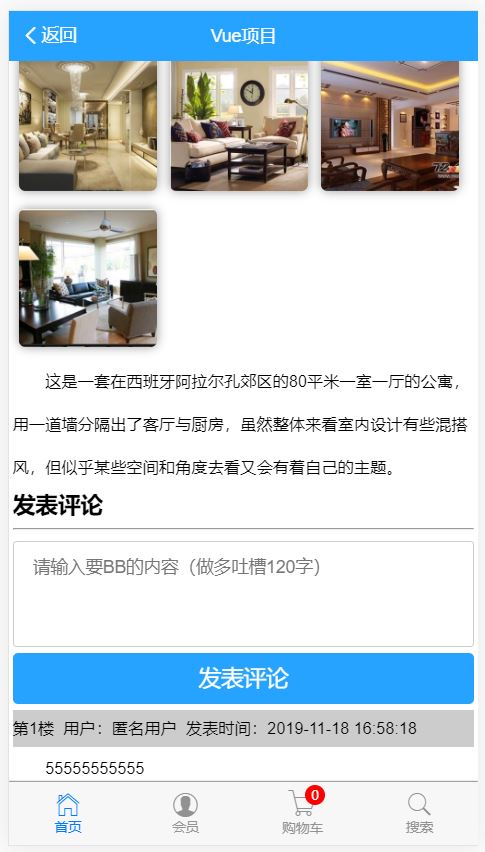 返回 Vue项目
这是一套在西班牙阿拉尔孔郊区的80平米一室一厅的公寓，
用一道墙分隔出了客厅与厨房，虽然整体来看室内设计有些混搭
风，但似乎某些空间和角度去看又会有着自己的主题。
发表评论
请输入要BB的内容（做多吐槽120字）
发表评论
第1楼 用户：匿名用户 发表时间：2019-11-18 16:58:18
55555555555
0
首页 会员 购物车 搜索